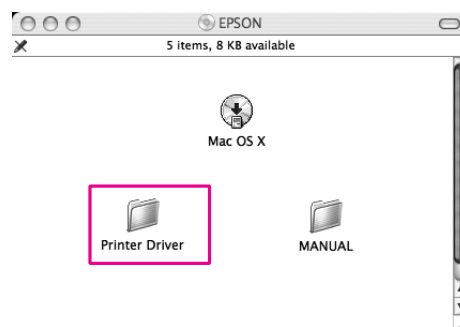 EPSON
5 items, 8 KB available
Mac OS X
Printer Driver
MANUAL